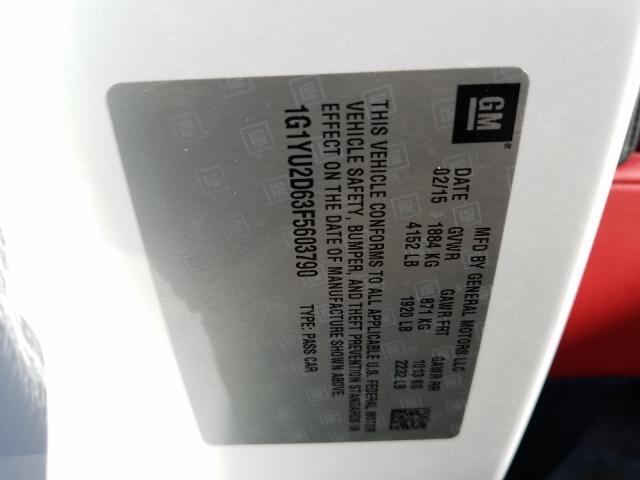 GM
MFD BY GENERAL MOTORS LLC
DATE GVWR GAWR FRT GAWR RR
02/15 1884 KG 871 KG 1013 KG
4152 LB 1920 LB 2232 LB
THIS VEHICLE CONFORMS TO ALL APPLICABLE U.S. FEDERAL MOTOR
VEHICLE SAFETY, BUMPER, AND THEFT PREVENTION STANDARDS IN
EFFECT ON THE DATE OF MANUFACTURE SHOWN ABOVE.
1G1YU2D63F5603790 TYPE: PASS CAR